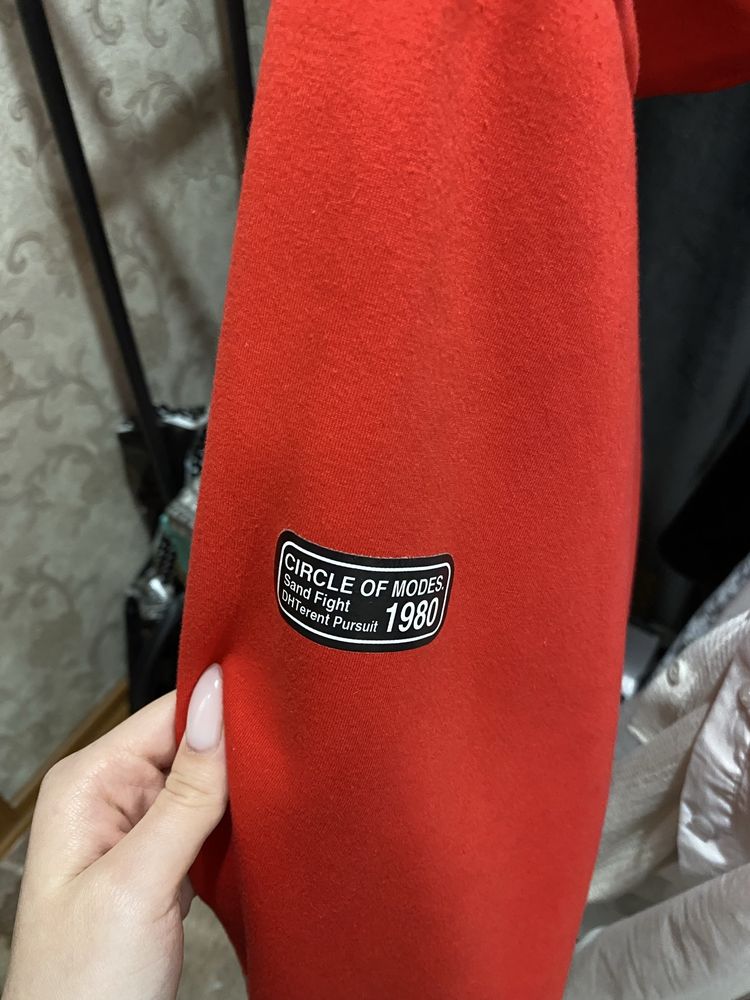 CIRCLE OF MODES.
Sand Fight
DHTerent Pursuit 1980